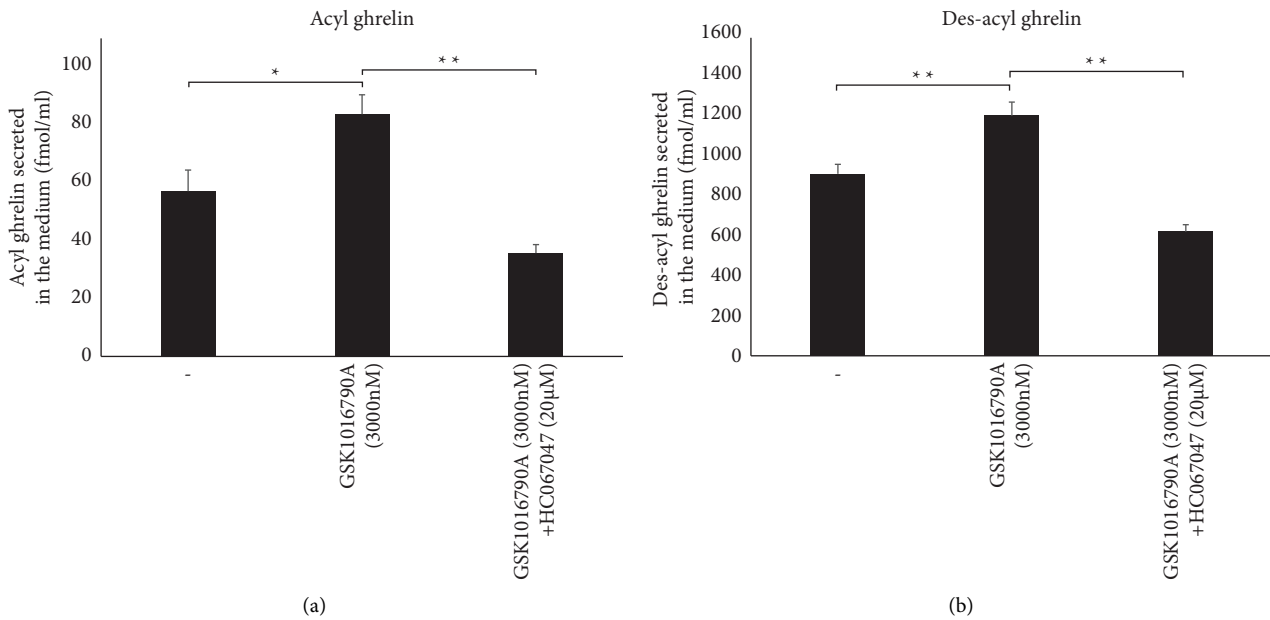 Acyl ghrelin
Acyl ghrelin secreted
in the medium (fmol/ml)
100
80
60
40
20
0
*
**
-
GSK1016790A
(3000nM)
GSK1016790A (3000nM)
+HC067047 (20μM)
(a)
Des-acyl ghrelin
Des-acyl ghrelin secreted
in the medium (fmol/ml)
1600
1400
1200
1000
800
600
400
200
0
**
**
-
GSK1016790A
(3000nM)
GSK1016790A (3000nM)
+HC067047 (20μM)
(b)